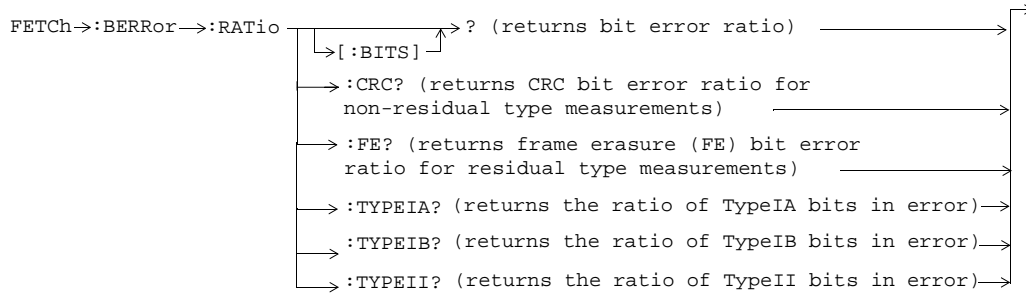 FETCh :BERRor :RATio ? (returns bit error ratio)
[:BITS]
:CRC? (returns CRC bit error ratio for
non-residual type measurements)
:FE? (returns frame erasure (FE) bit error
ratio for residual type measurements)
:TYPEIA? (returns the ratio of TypeIA bits in error)
:TYPEIB? (returns the ratio of TypeIB bits in error)
:TYPEII? (returns the ratio of TypeII bits in error)